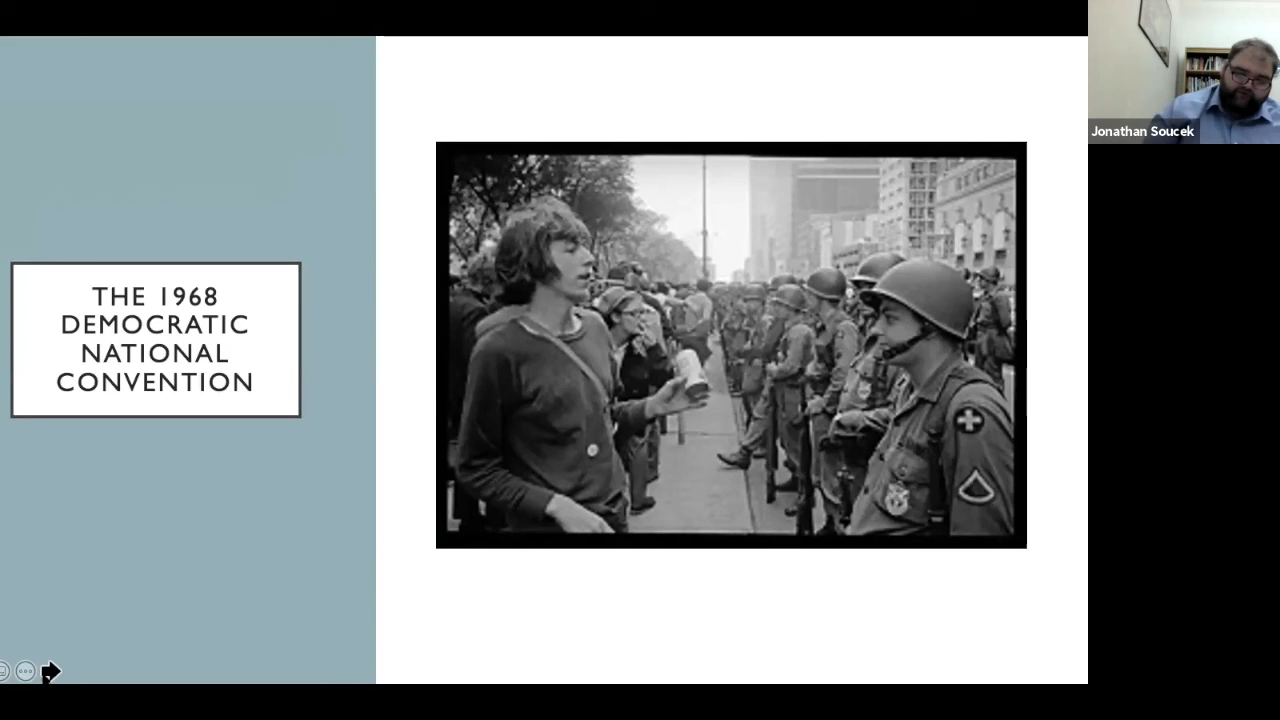 THE 1968
DEMOCRATIC
NATIONAL
CONVENTION
Jonathan Soucek